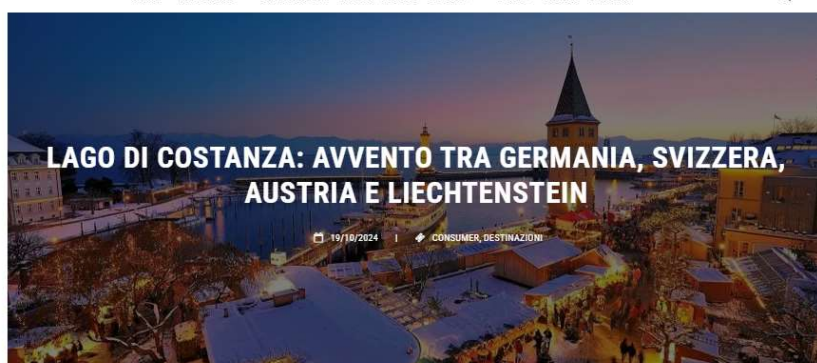 LAGO DI COSTANZA: AVVENTO TRA GERMANIA, SVIZZERA,
AUSTRIA E LIECHTENSTEIN
19/10/2024 | CONSUMER, DESTINAZIONI